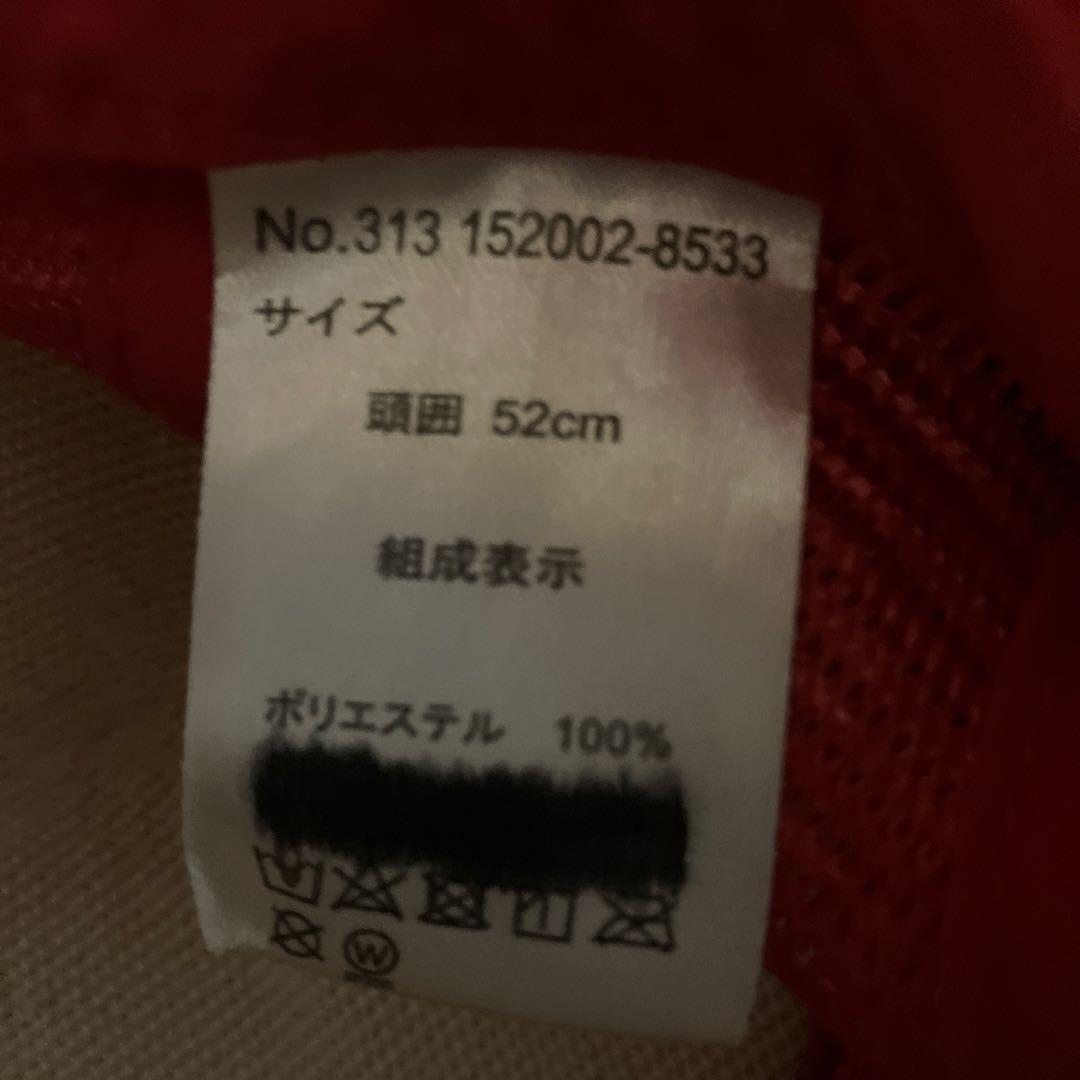 No.313 152002-8533
サイズ
頭囲 52cm
組成表示
ポリエステル 100%
W